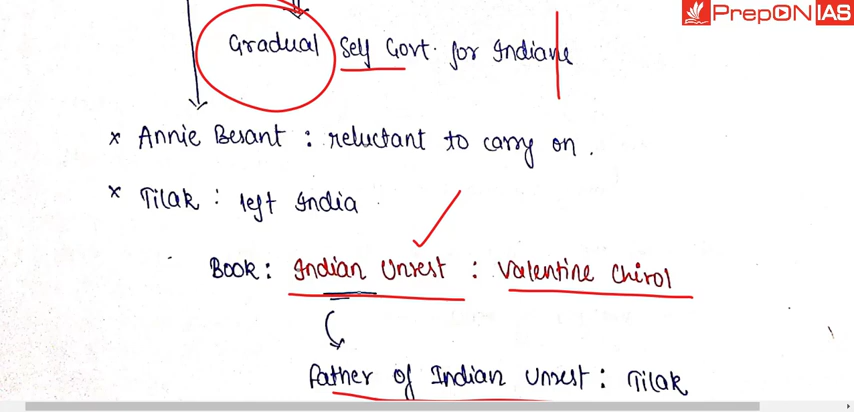 PrepON IAS
Gradual Self Govt. for Indians
x Annie Besant : reluctant to carry on.
x Tilak : left India
Book : Indian Unrest : Valentine Chirol
Father of Indian Unrest : Tilak